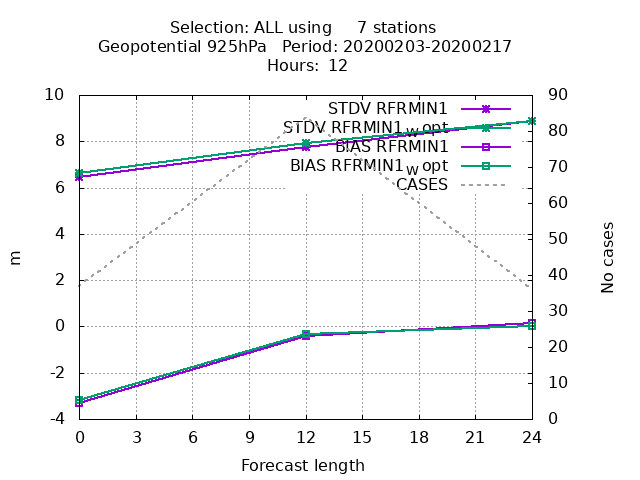 Selection: ALL using 7 stations
Geopotential 925hPa Period: 20200203-20200217
Hours: 12
10
8
6
4
2
0
-2
-4
90
80
70
60
50
40
30
20
10
0
STDV RFRMIN1
STDV RFRMIN1W opt
BIAS RFRMIN1
BIAS RFRMIN1W opt
CASES
m
No cases
0 3 6 9 12 15 18 21 24
Forecast length